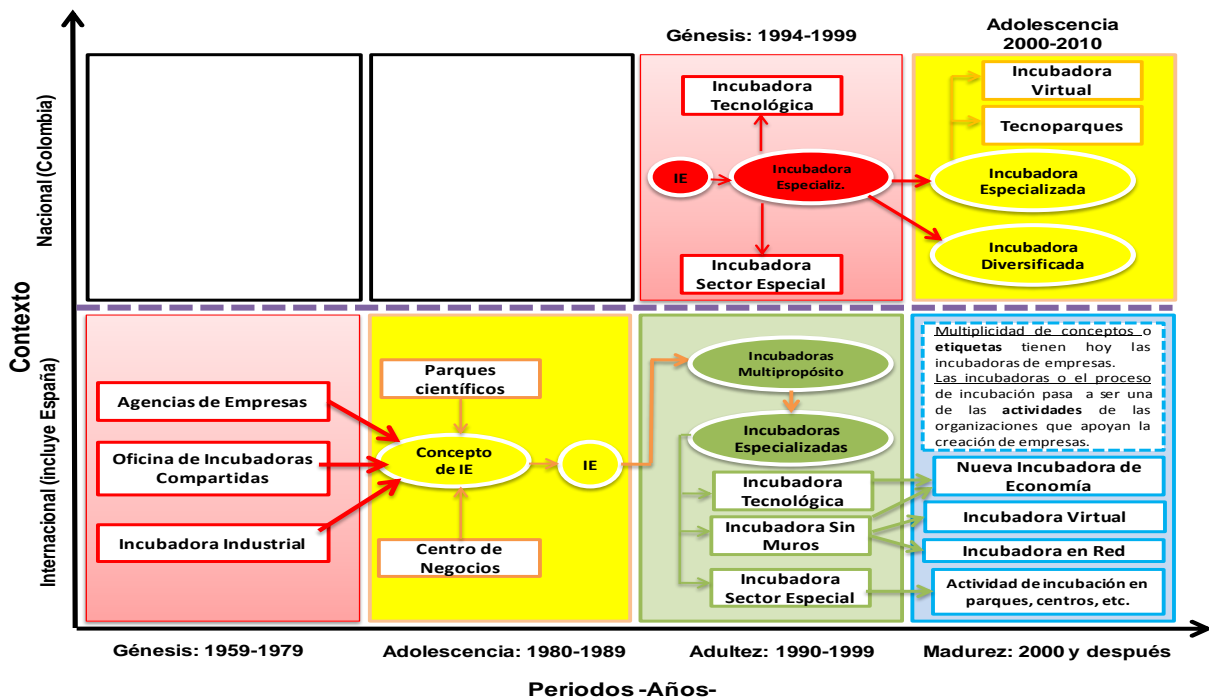 Contexto
Nacional (Colombia)
Génesis: 1994-1999
Incubadora
Tecnológica
IE
Incubadora
Especializ.
Incubadora
Sector Especial
Adolescencia
2000-2010
Incubadora
Virtual
Tecnoparques
Incubadora
Especializada
Incubadora
Diversificada
Internacional (incluye España)
Agencias de Empresas
Oficina de Incubadoras
Compartidas
Incubadora Industrial
Parques
científicos
Concepto
de IE
IE
Centro de
Negocios
Incubadoras
Multipropósito
Incubadoras
Especializadas
Incubadora
Tecnológica
Incubadora Sin
Muros
Incubadora
Sector Especial
Multiplicidad de conceptos o
etiquetas tienen hoy las
incubadoras de empresas.
Las incubadoras o el proceso
de incubación pasa a ser una
de las actividades de las
organizaciones que apoyan la
creación de empresas.
Nueva Incubadora de
Economía
Incubadora Virtual
Incubadora en Red
Actividad de incubación en
parques, centros, etc.
Génesis: 1959-1979
Adolescencia: 1980-1989
Adultez: 1990-1999
Madurez: 2000 y después
Periodos -Años-